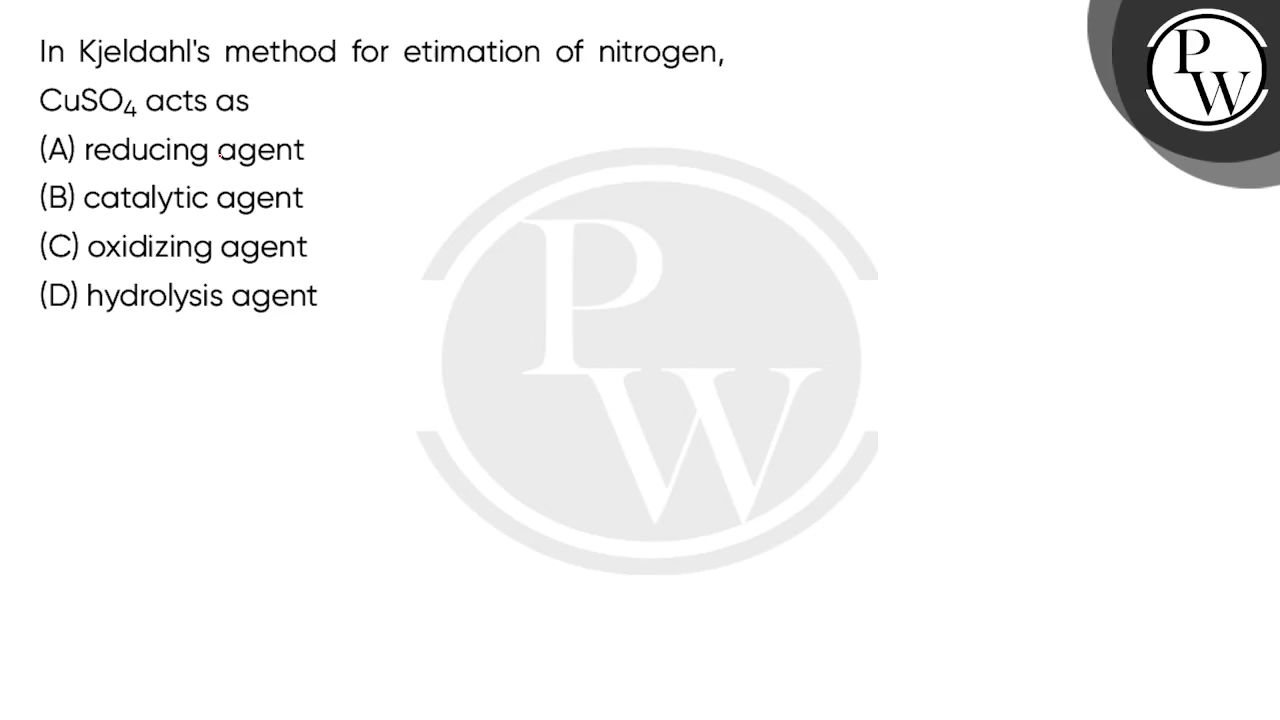 In Kjeldahl's method for etimation of nitrogen,
CuSO₄ acts as
(A) reducing agent
(B) catalytic agent
(C) oxidizing agent
(D) hydrolysis agent
PW
PW